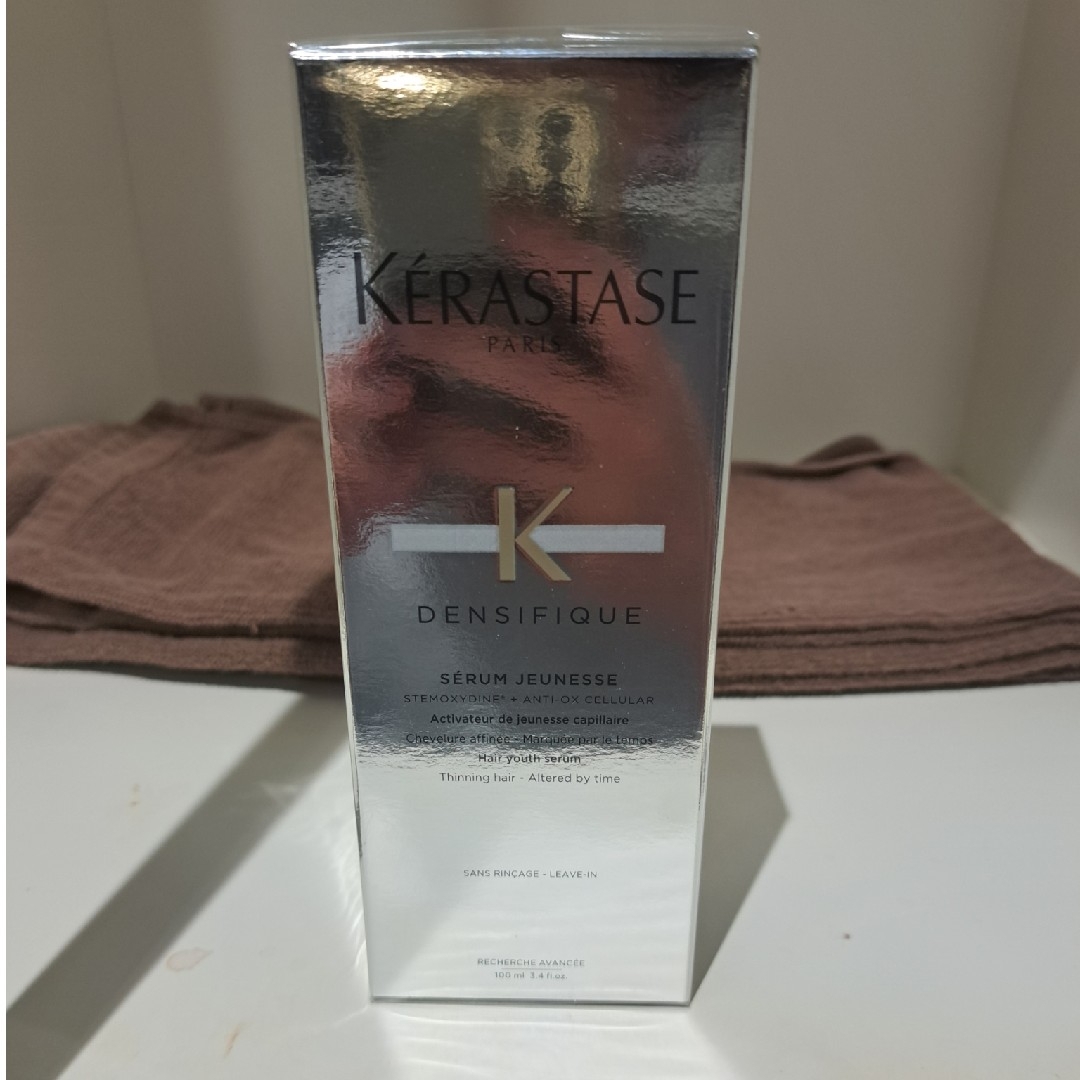 KÉRASTASE
PARIS
K
DENSIFIQUE
SÉRUM JEUNESSE
STEMOXYDINE® + ANTI-OX CELLULAR
Activateur de jeunesse capillaire
Chevelure affinée - Marquée par le temps
Hair youth serum
Thinning hair - Altered by time
SANS RINÇAGE - LEAVE-IN
RECHERCHE AVANCÉE
100 ml 3.4 fl.oz.